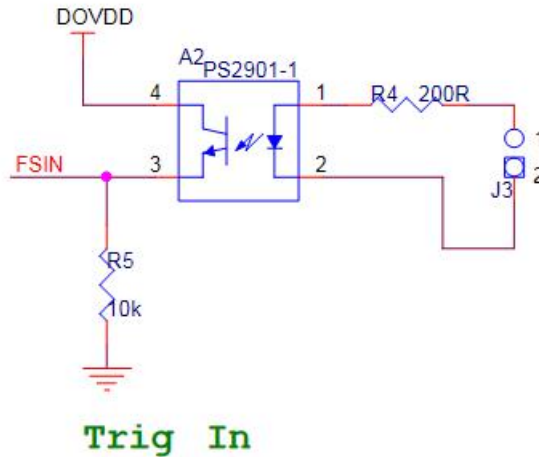 DOVDD
A2
PS2901-1
4
1
R4 200R
1
FSIN
3
2
J3
2
R5
10k
Trig In